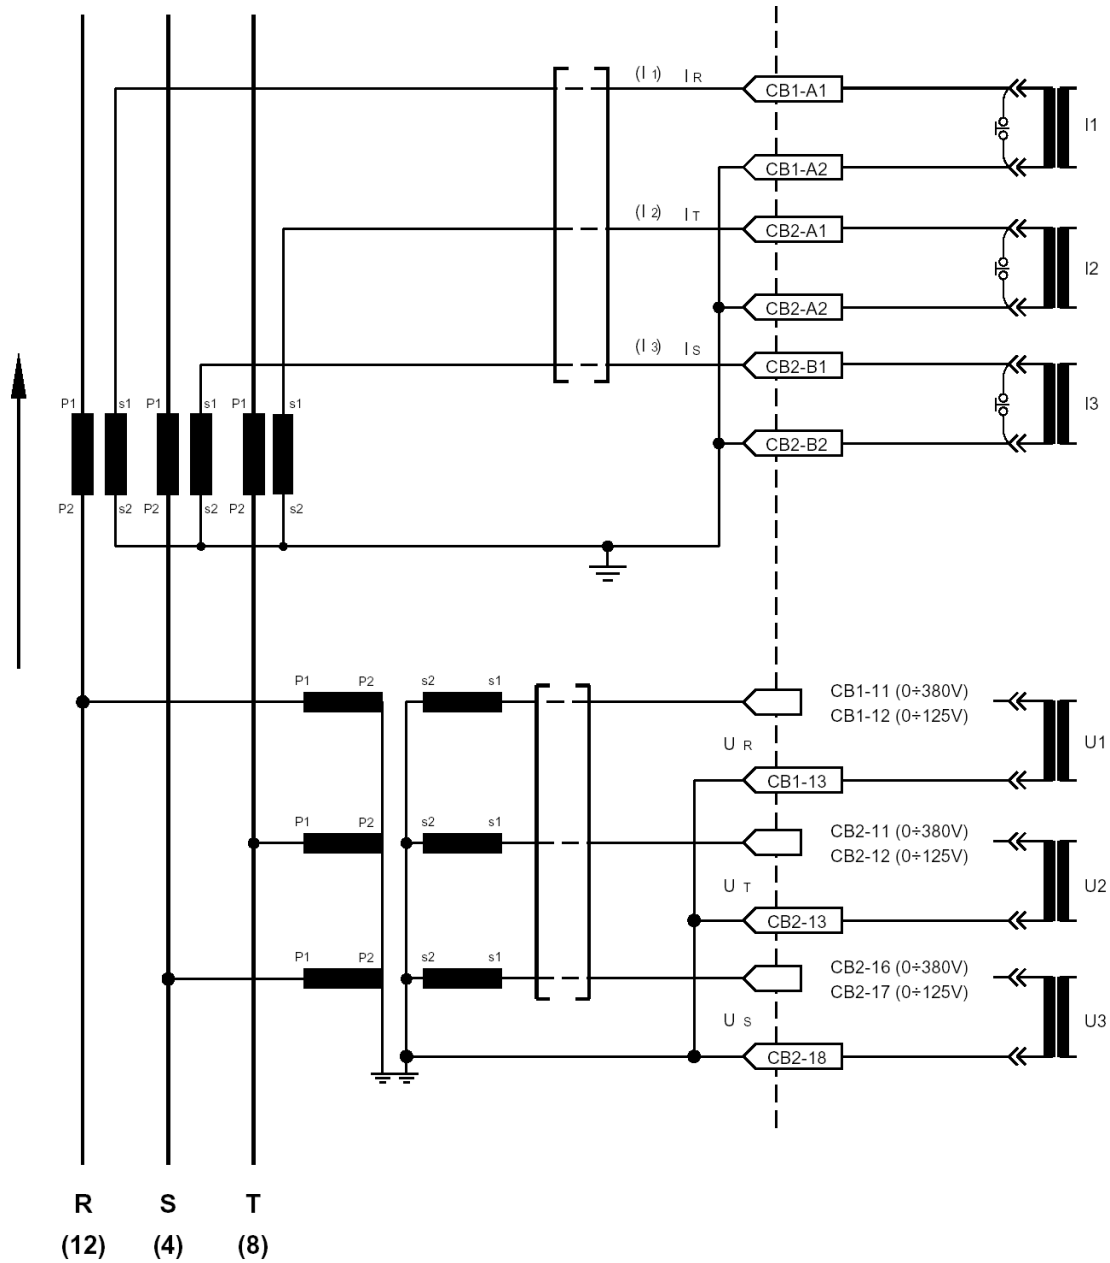 (I 1) I R CB1-A1
I1
CB1-A2
(I 2) I T CB2-A1
I2
CB2-A2
(I 3) I S CB2-B1
P1 s1 P1 s1 P1 s1 I3
CB2-B2
P2 s2 P2 s2 P2 s2
P1 P2 s2 s1 CB1-11 (0÷380V)
CB1-12 (0÷125V)
U R U1
CB1-13
P1 P2 s2 s1 CB2-11 (0÷380V)
CB2-12 (0÷125V)
U T U2
CB2-13
P1 P2 s2 s1 CB2-16 (0÷380V)
CB2-17 (0÷125V)
U S U3
CB2-18
R S T
(12) (4) (8)